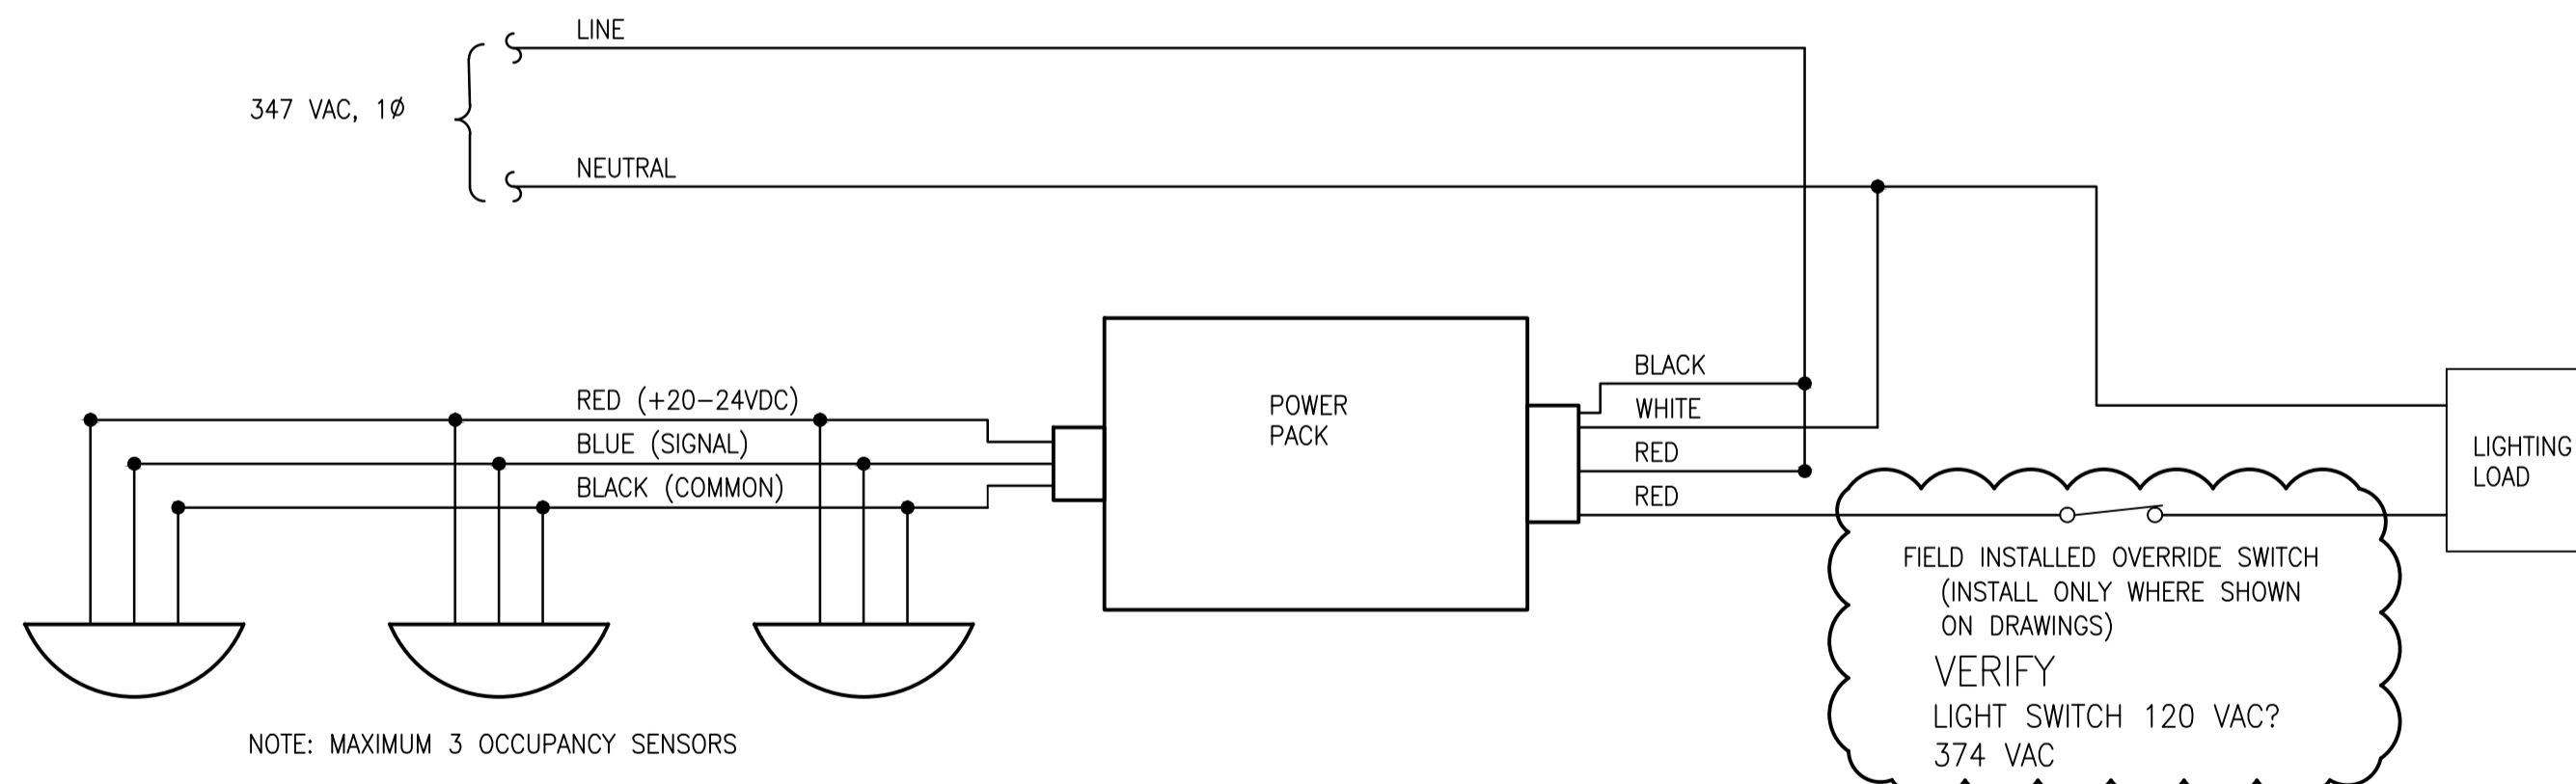 LINE
347 VAC, 1Ø
NEUTRAL
BLACK
RED (+20-24VDC)
POWER
PACK
WHITE
BLUE (SIGNAL)
RED
LIGHTING
LOAD
BLACK (COMMON)
RED
FIELD INSTALLED OVERRIDE SWITCH
(INSTALL ONLY WHERE SHOWN
ON DRAWINGS)
VERIFY
LIGHT SWITCH 120 VAC?
374 VAC
NOTE: MAXIMUM 3 OCCUPANCY SENSORS